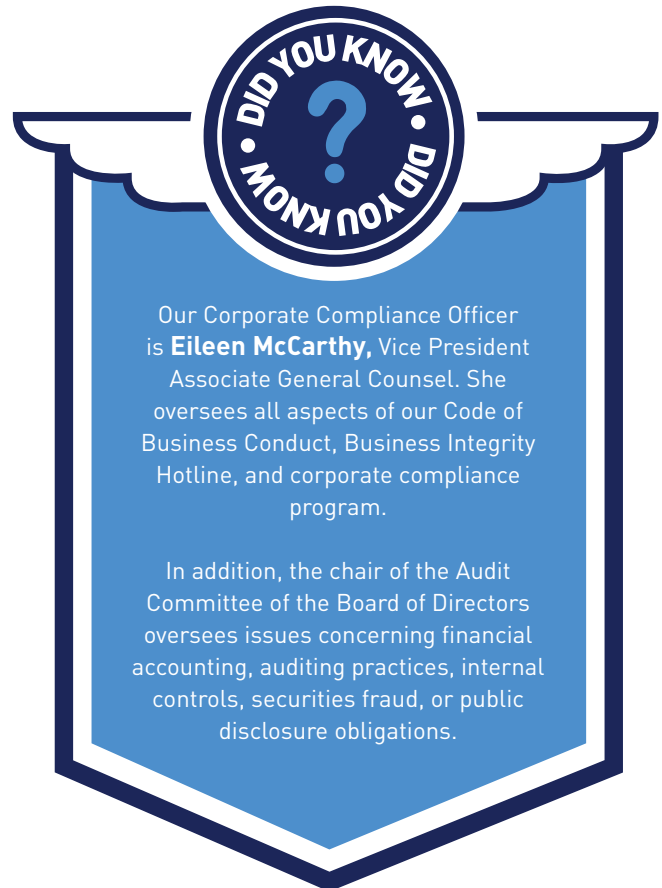 DID YOU KNOW • DID YOU KNOW •
?
Our Corporate Compliance Officer
is Eileen McCarthy, Vice President
Associate General Counsel. She
oversees all aspects of our Code of
Business Conduct, Business Integrity
Hotline, and corporate compliance
program.
In addition, the chair of the Audit
Committee of the Board of Directors
oversees issues concerning financial
accounting, auditing practices, internal
controls, securities fraud, or public
disclosure obligations.